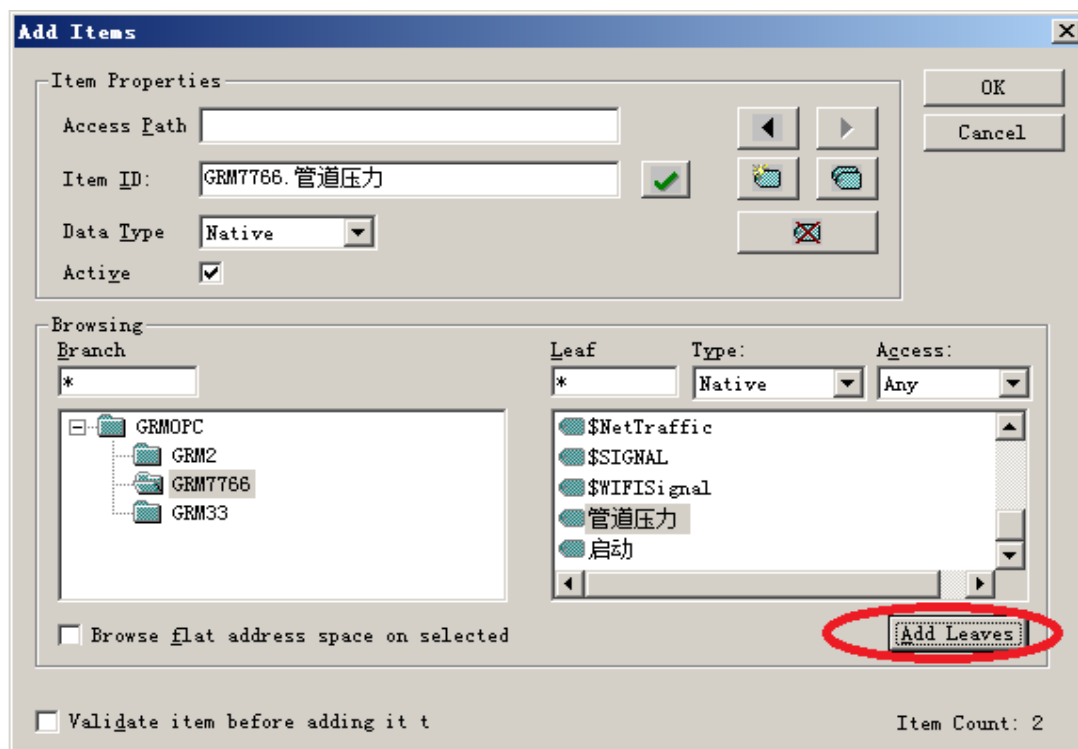 Add Items
Item Properties
OK
Access Path
Cancel
Item ID: GRM7766.管道压力
Data Type Native
Active
Browsing
Branch Leaf Type: Access:
* * Native Any
GRMOPC $NetTraffic
GRM2 $SIGNAL
GRM7766 $WIFISignal
GRM33 管道压力
启动
Browse flat address space on selected Add Leaves
Validate item before adding it t Item Count: 2